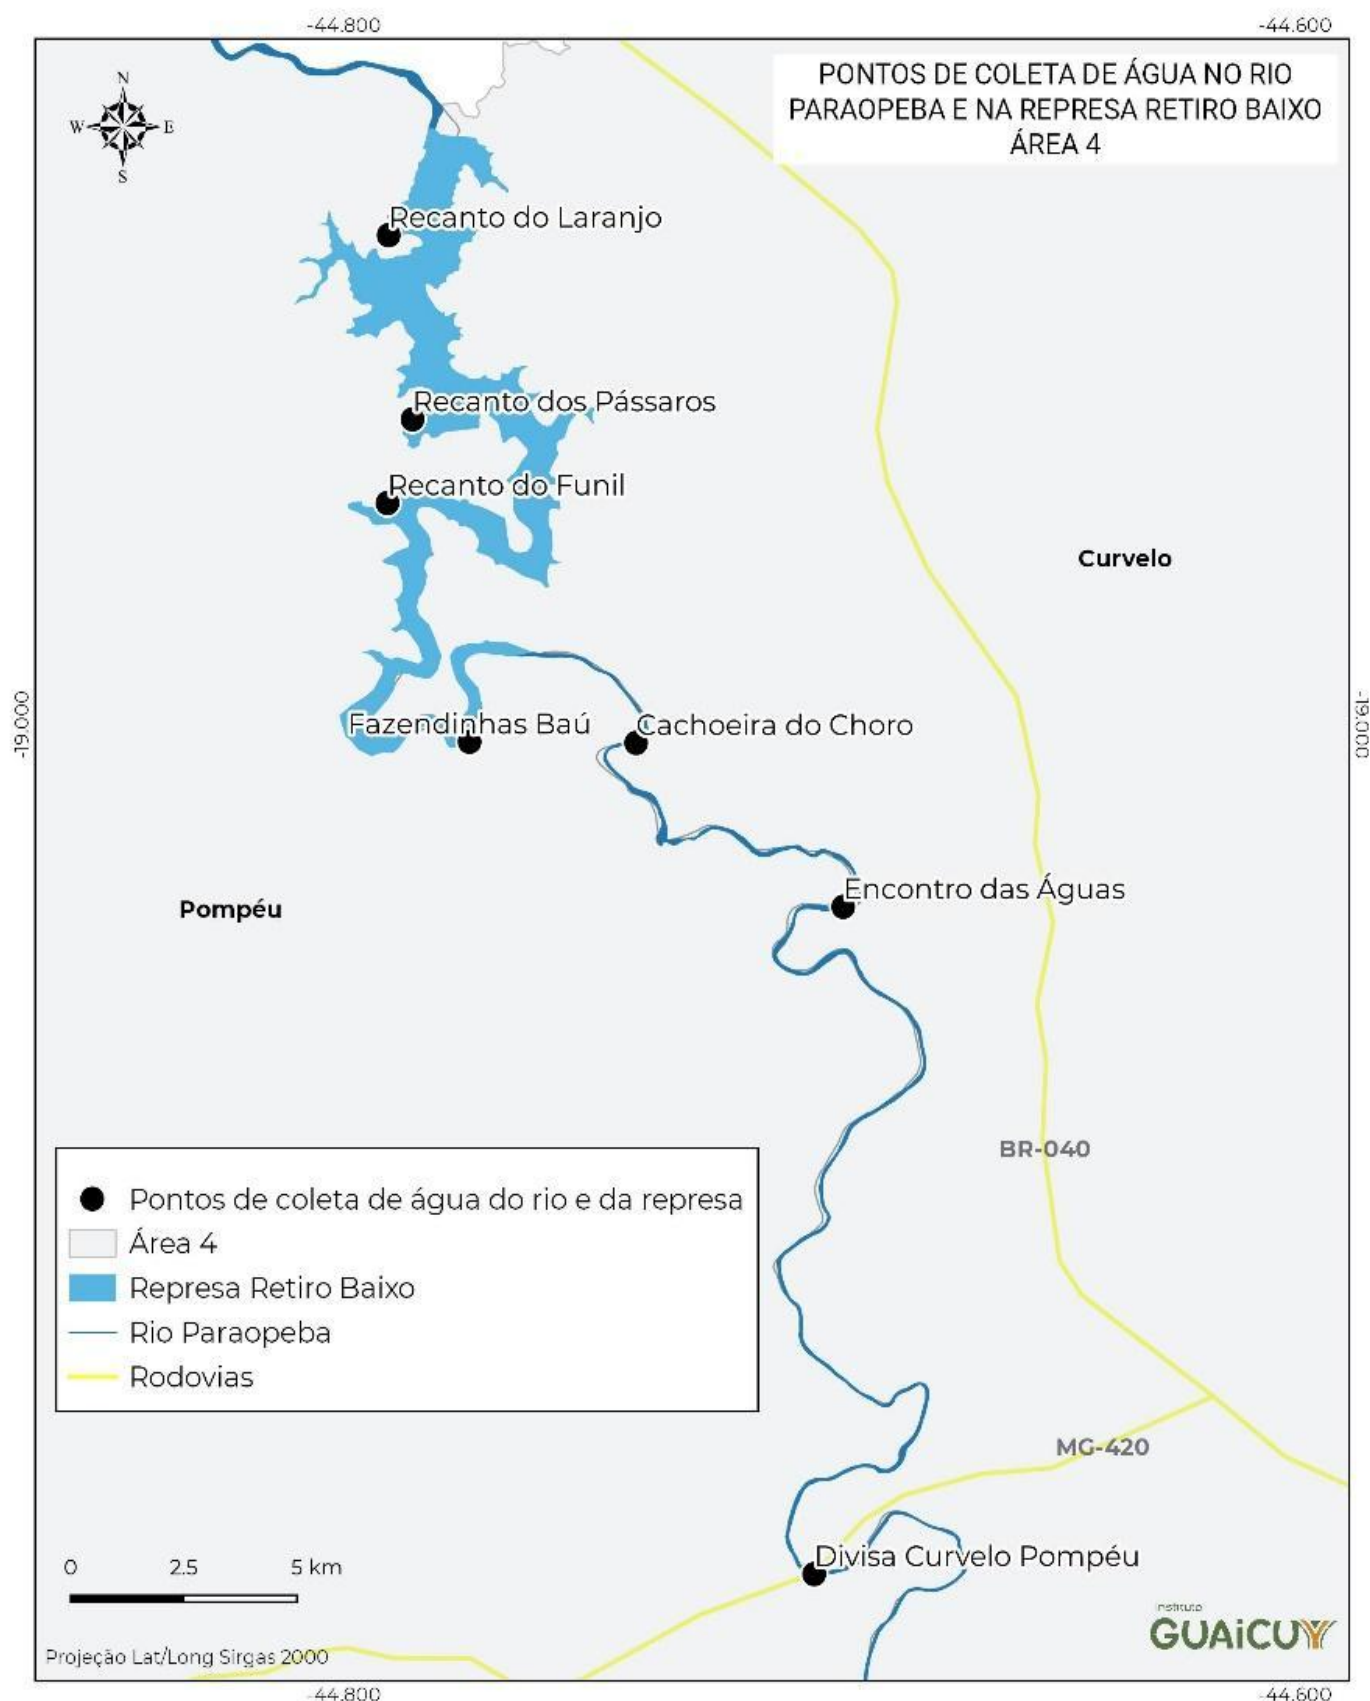 -44.800
-44.600
PONTOS DE COLETA DE ÁGUA NO RIO
PARAOPEBA E NA REPRESA RETIRO BAIXO
ÁREA 4
N
W
E
S
Recanto do Laranjo
Recanto dos Pássaros
Recanto do Funil
Curvelo
-19.000
-19.000
Fazendinhas Baú
Cachoeira do Choro
Encontro das Águas
Pompéu
BR-040
Pontos de coleta de água do rio e da represa
Área 4
Represa Retiro Baixo
Rio Paraopeba
Rodovias
MG-420
Divisa Curvelo Pompéu
0
2.5
5 km
Instituto
GUAiCUY
Projeção Lat/Long Sirgas 2000
-44.800
-44.600